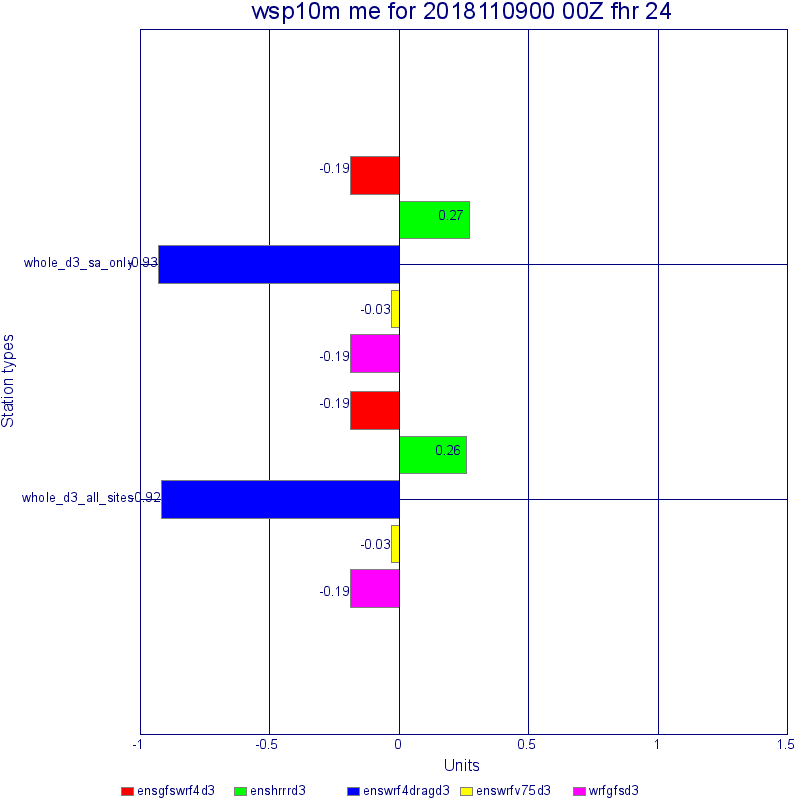 wsp10m me for 2018110900 00Z fhr 24
-0.19
0.27
whole_d3_sa_only -0.93
-0.03
-0.19
Station types
-0.19
0.26
whole_d3_all_sites -0.92
-0.03
-0.19
-1 -0.5 0 0.5 1 1.5
Units
ensgfswrf4d3 enshrrrd3 enswrf4dragd3 enswrfv75d3 wrfgfsd3